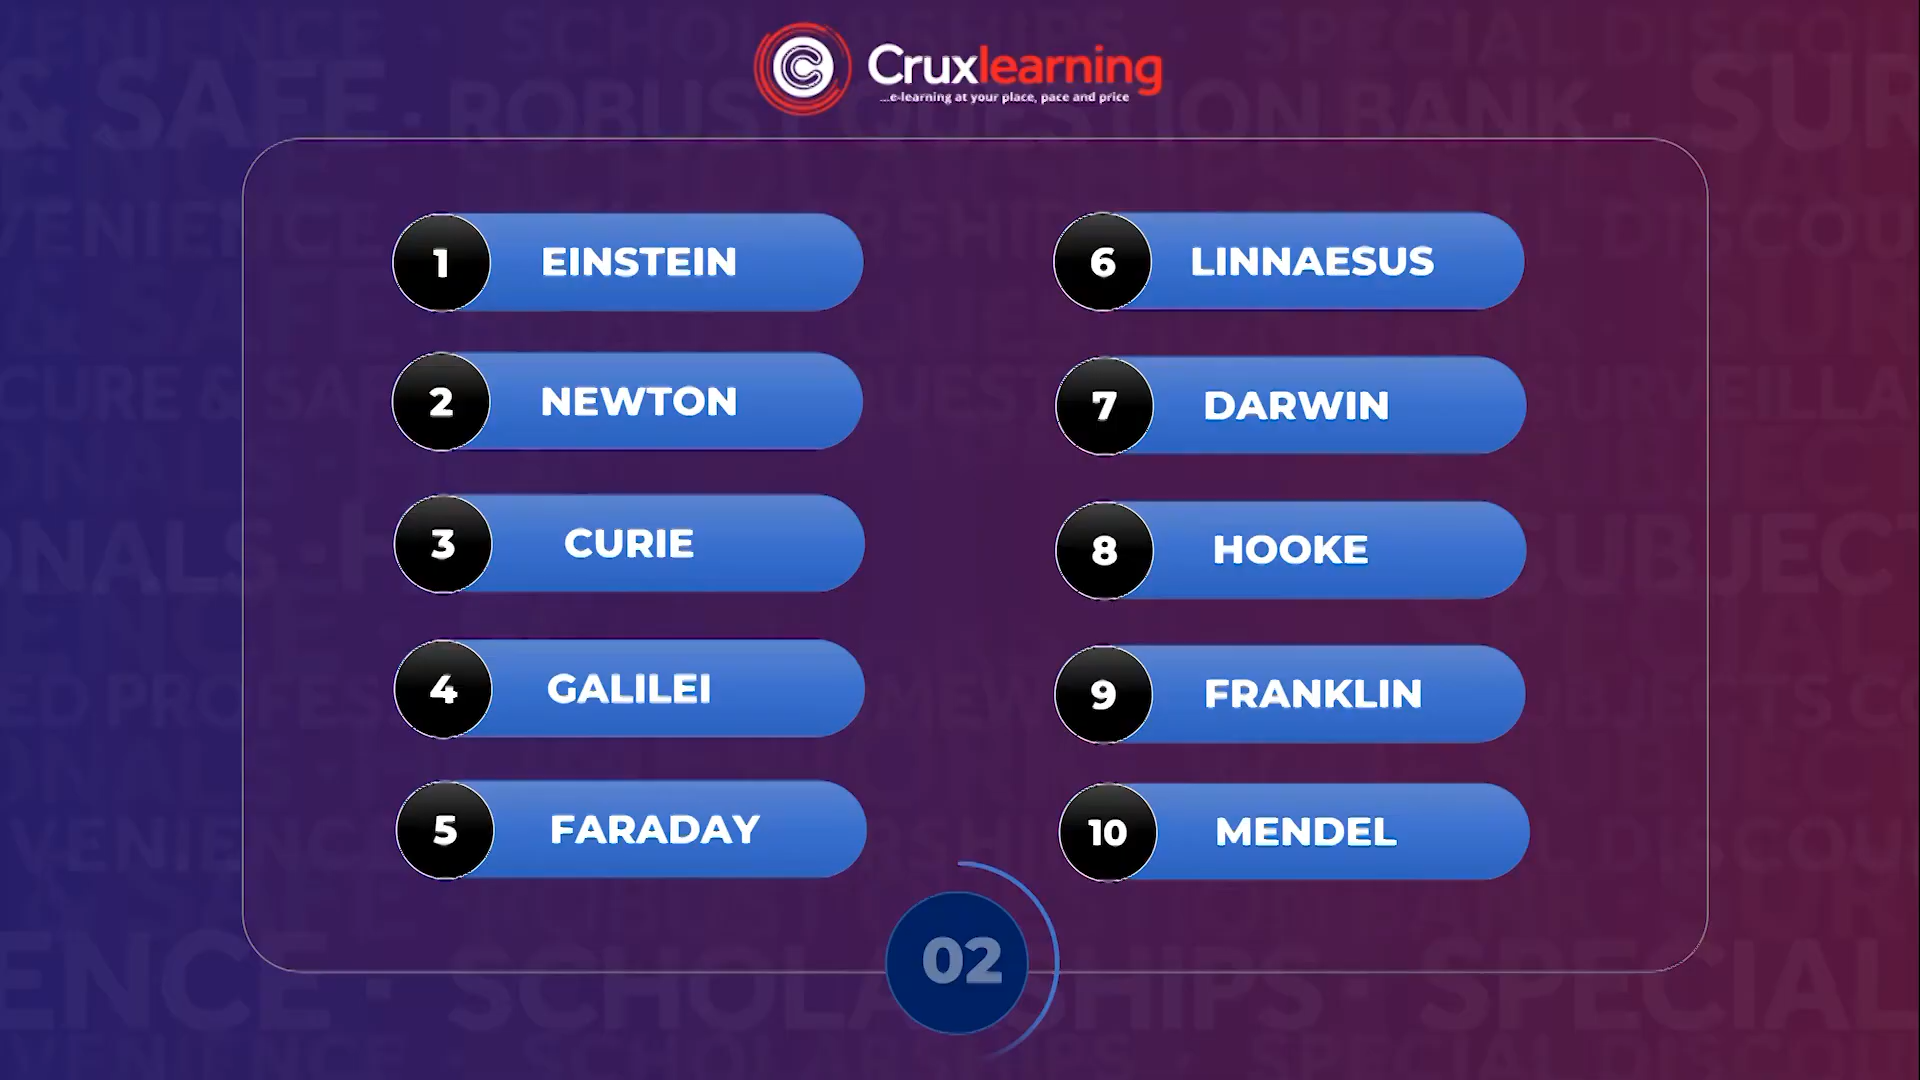 Cruxlearning
...e-learning at your place, pace and price
1 EINSTEIN
2 NEWTON
3 CURIE
4 GALILEI
5 FARADAY
6 LINNAESUS
7 DARWIN
8 HOOKE
9 FRANKLIN
10 MENDEL
02